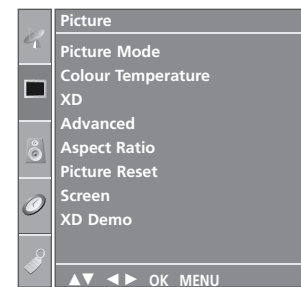 Picture
Picture Mode
Colour Temperature
XD
Advanced
Aspect Ratio
Picture Reset
Screen
XD Demo
▲▼ ◄► OK MENU